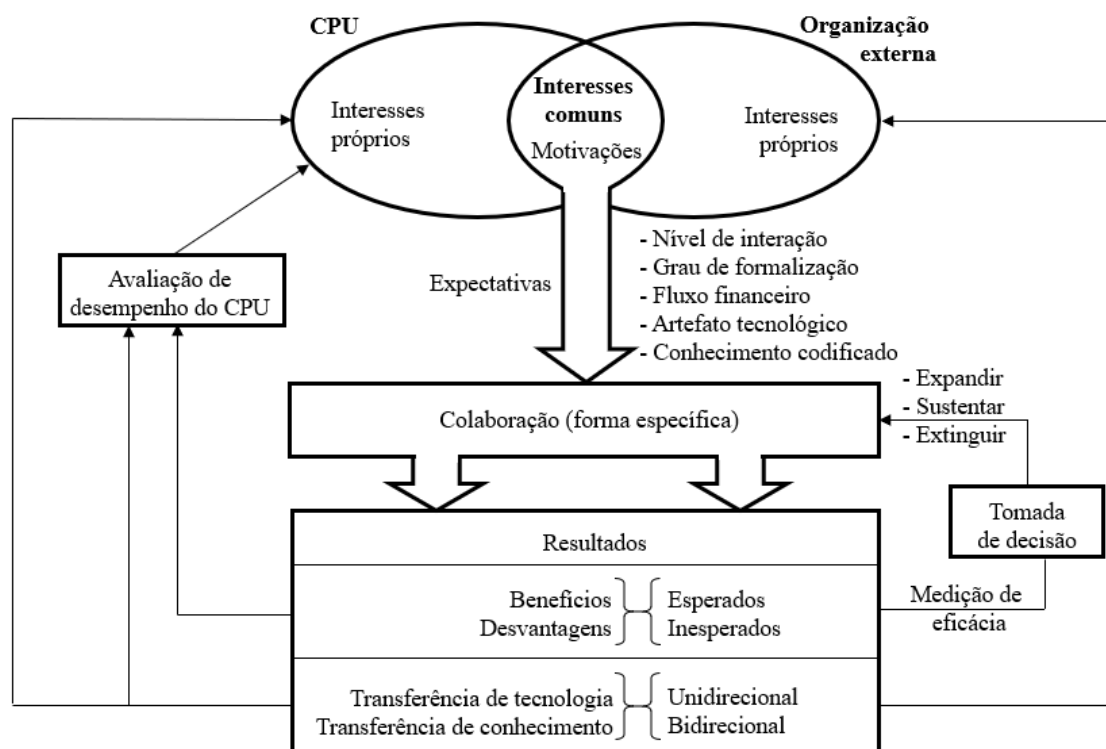 CPU
Organização
externa
Interesses
próprios
Interesses
comuns
Motivações
Interesses
próprios
Expectativas
- Nível de interação
- Grau de formalização
- Fluxo financeiro
- Artefato tecnológico
- Conhecimento codificado
Avaliação de
desempenho do CPU
Colaboração (forma específica)
- Expandir
- Sustentar
- Extinguir
Tomada
de decisão
Resultados
Benefícios
Desvantagens
Esperados
Inesperados
Medição de
eficácia
Transferência de tecnologia
Transferência de conhecimento
Unidirecional
Bidirecional